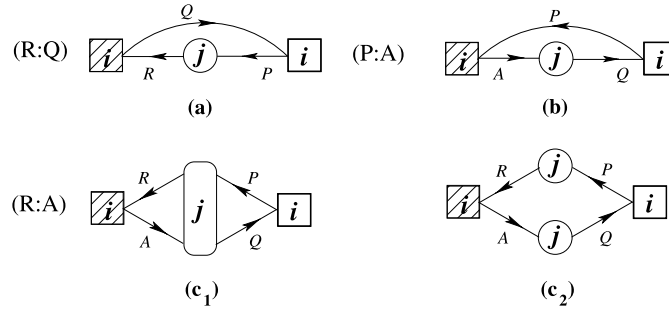 Q P
(R:Q) i R j P i (P:A) i A j Q i
(a) (b)
R P R j P
(R:A) i j i i i
A Q A j Q
(c1) (c2)